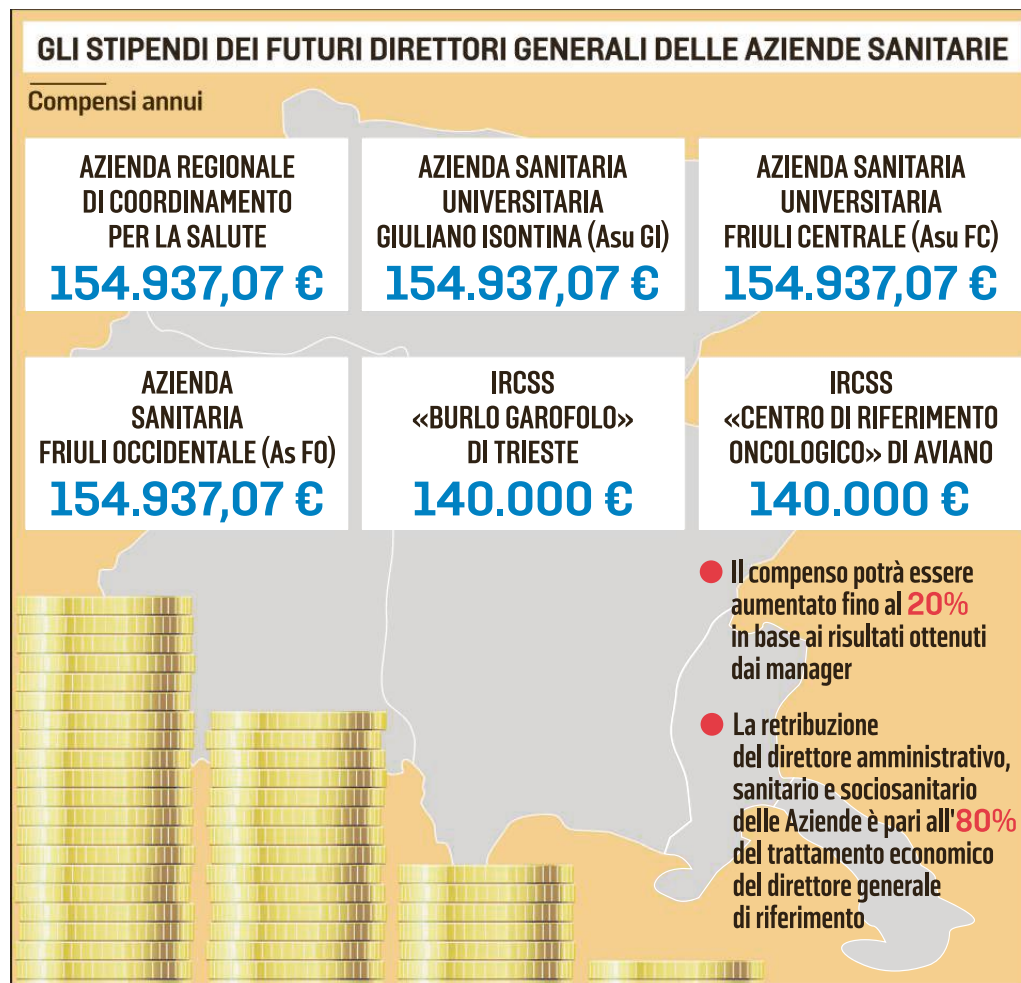 GLI STIPENDI DEI FUTURI DIRETTORI GENERALI DELLE AZIENDE SANITARIE
Compensi annui
AZIENDA REGIONALE
DI COORDINAMENTO
PER LA SALUTE
154.937,07 €
AZIENDA SANITARIA
UNIVERSITARIA
GIULIANO ISONTINA (Asu GI)
154.937,07 €
AZIENDA SANITARIA
UNIVERSITARIA
FRIULI CENTRALE (Asu FC)
154.937,07 €
AZIENDA
SANITARIA
FRIULI OCCIDENTALE (As FO)
154.937,07 €
IRCSS
«BURLO GAROFOLO»
DI TRIESTE
140.000 €
IRCSS
«CENTRO DI RIFERIMENTO
ONCOLOGICO» DI AVIANO
140.000 €
Il compenso potrà essere
aumentato fino al 20%
in base ai risultati ottenuti
dai manager
La retribuzione
del direttore amministrativo,
sanitario e sociosanitario
delle Aziende è pari all'80%
del trattamento economico
del direttore generale
di riferimento